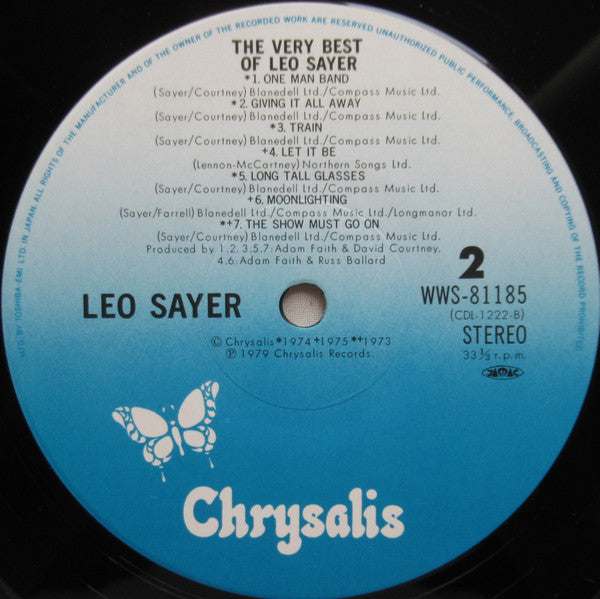 ALL RIGHTS OF THE MANUFACTURER AND OF THE OWNER OF THE RECORDED WORK ARE RESERVED. UNAUTHORIZED PUBLIC PERFORMANCE, BROADCASTING AND COPYING OF THE RECORD PROHIBITED
MFD. BY TOSHIBA-EMI LTD. IN JAPAN.
THE VERY BEST
OF LEO SAYER
*1. ONE MAN BAND
(Sayer/Courtney) Blanedell Ltd./Compass Music Ltd.
*2. GIVING IT ALL AWAY
(Sayer/Courtney) Blanedell Ltd./Compass Music Ltd.
*3. TRAIN
(Sayer/Courtney) Blanedell Ltd./Compass Music Ltd.
+4. LET IT BE
(Lennon-McCartney) Northern Songs Ltd.
*5. LONG TALL GLASSES
(Sayer/Courtney) Blanedell Ltd./Compass Music Ltd.
+6. MOONLIGHTING
(Sayer/Farrell) Blanedell Ltd./Compass Music Ltd./Longmanor Ltd.
*+7. THE SHOW MUST GO ON
(Sayer/Courtney) Blanedell Ltd./Compass Music Ltd.
Produced by 1.2.3.5.7: Adam Faith & David Courtney.
4.6: Adam Faith & Russ Ballard
2
LEO SAYER
WWS-81185
(CDL-1222-B)
STEREO
33⅓ r.p.m.
JASRAC
© Chrysalis *1974 +1975 *+1973
℗ 1979 Chrysalis Records.
Chrysalis